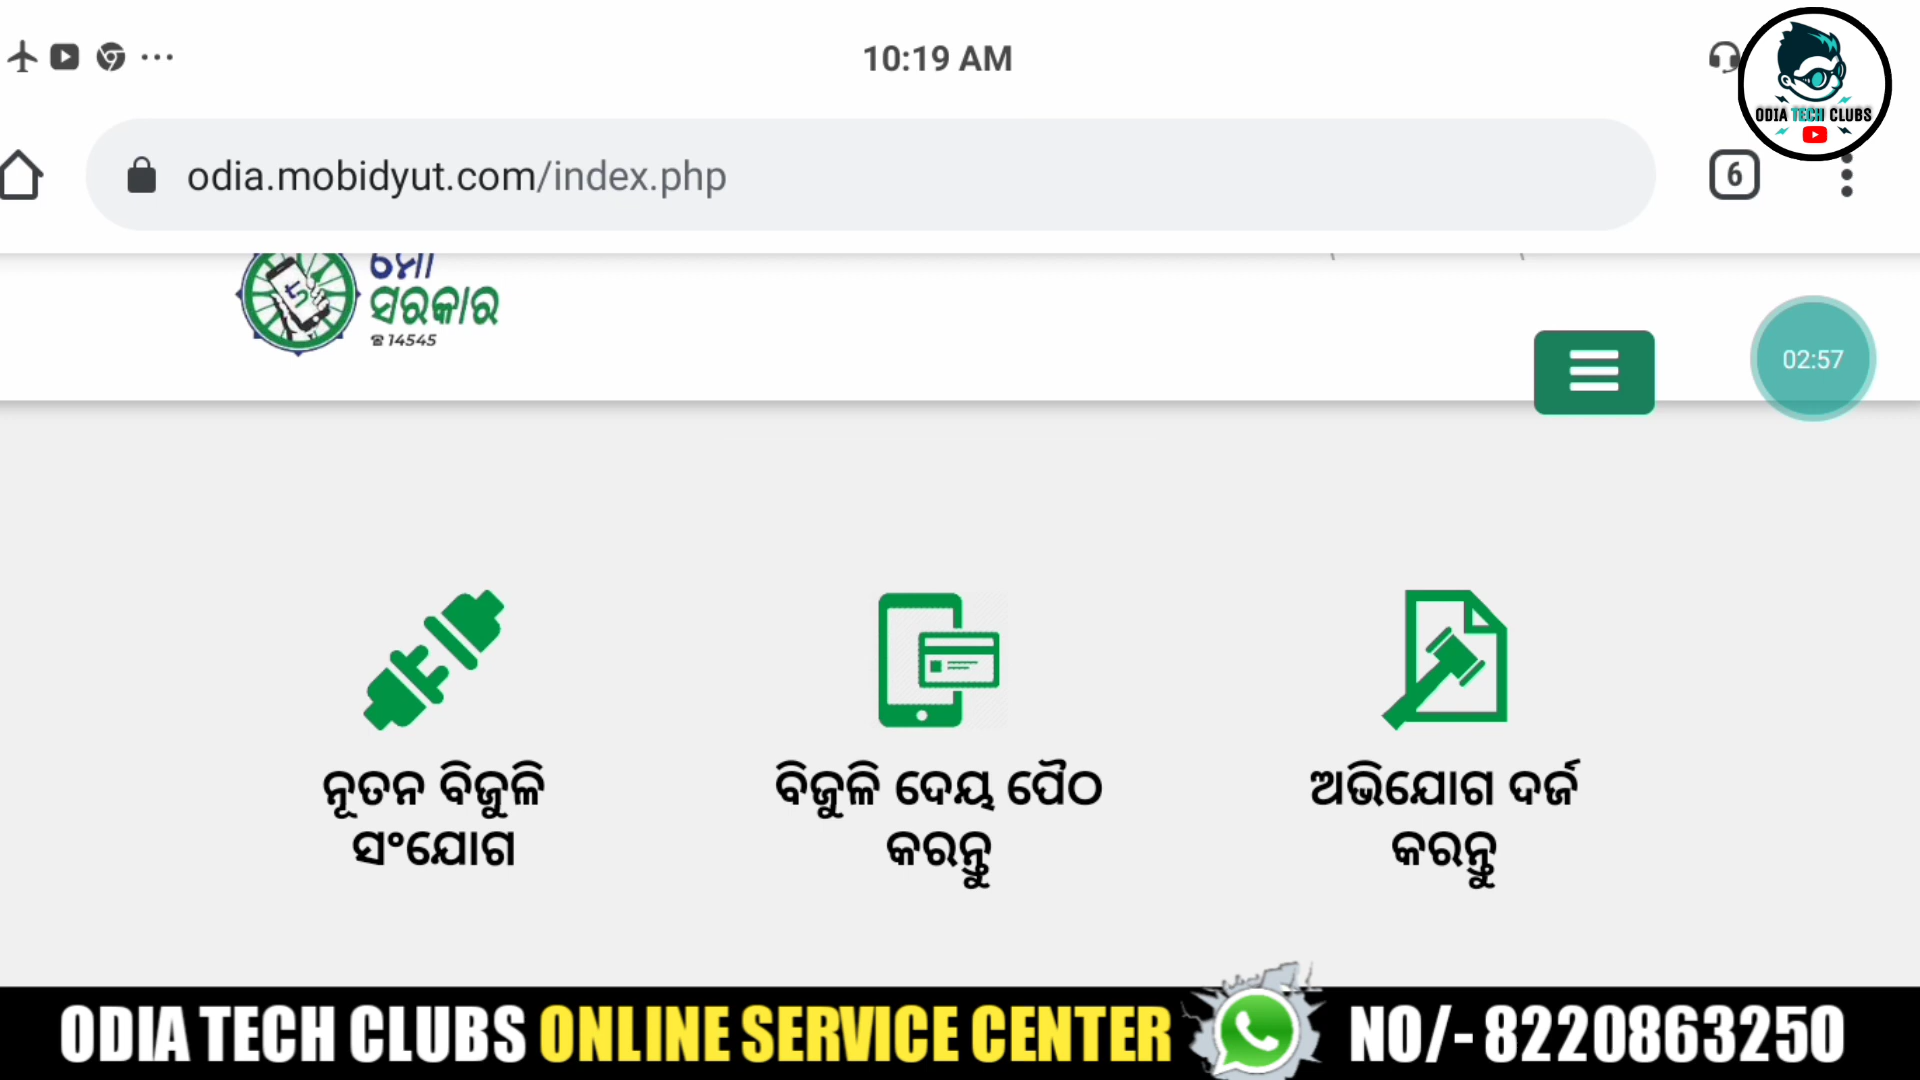 10:19 AM
ODIA TECH CLUBS
odia.mobidyut.com/index.php
6
ମୋ
ସରକାର
☎14545
02:57
ନୂତନ ବିଜୁଳି
ସଂଯୋଗ
ବିଜୁଳି ଦେୟ ପୈଠ
କରନ୍ତୁ
ଅଭିଯୋଗ ଦର୍ଜ
କରନ୍ତୁ
ODIA TECH CLUBS ONLINE SERVICE CENTER NO/- 8220863250